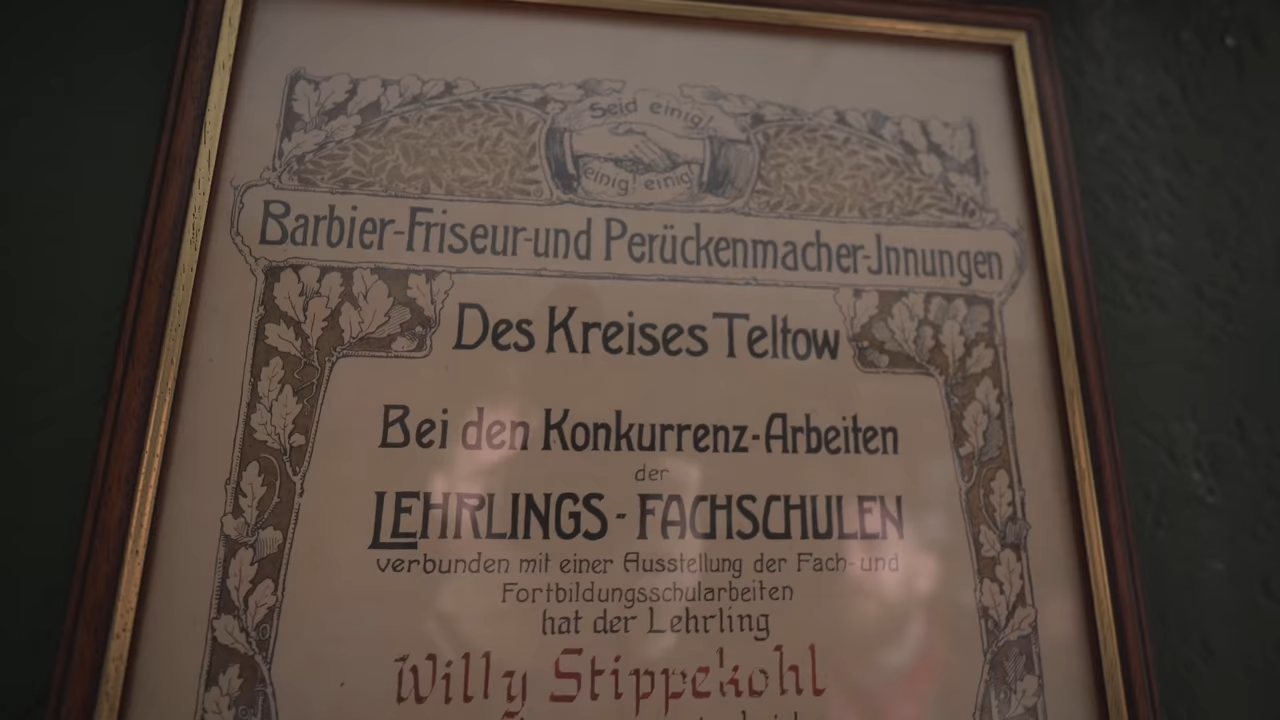 Seid einig!
einig! einig!
Barbier-Friseur-und Perückenmacher-Jnnungen
Des Kreises Teltow
Bei den Konkurrenz-Arbeiten
der
LEHRLINGS-FACHSCHULEN
verbunden mit einer Ausstellung der Fach- und
Fortbildungsschularbeiten
hat der Lehrling
Willy Stippekohl